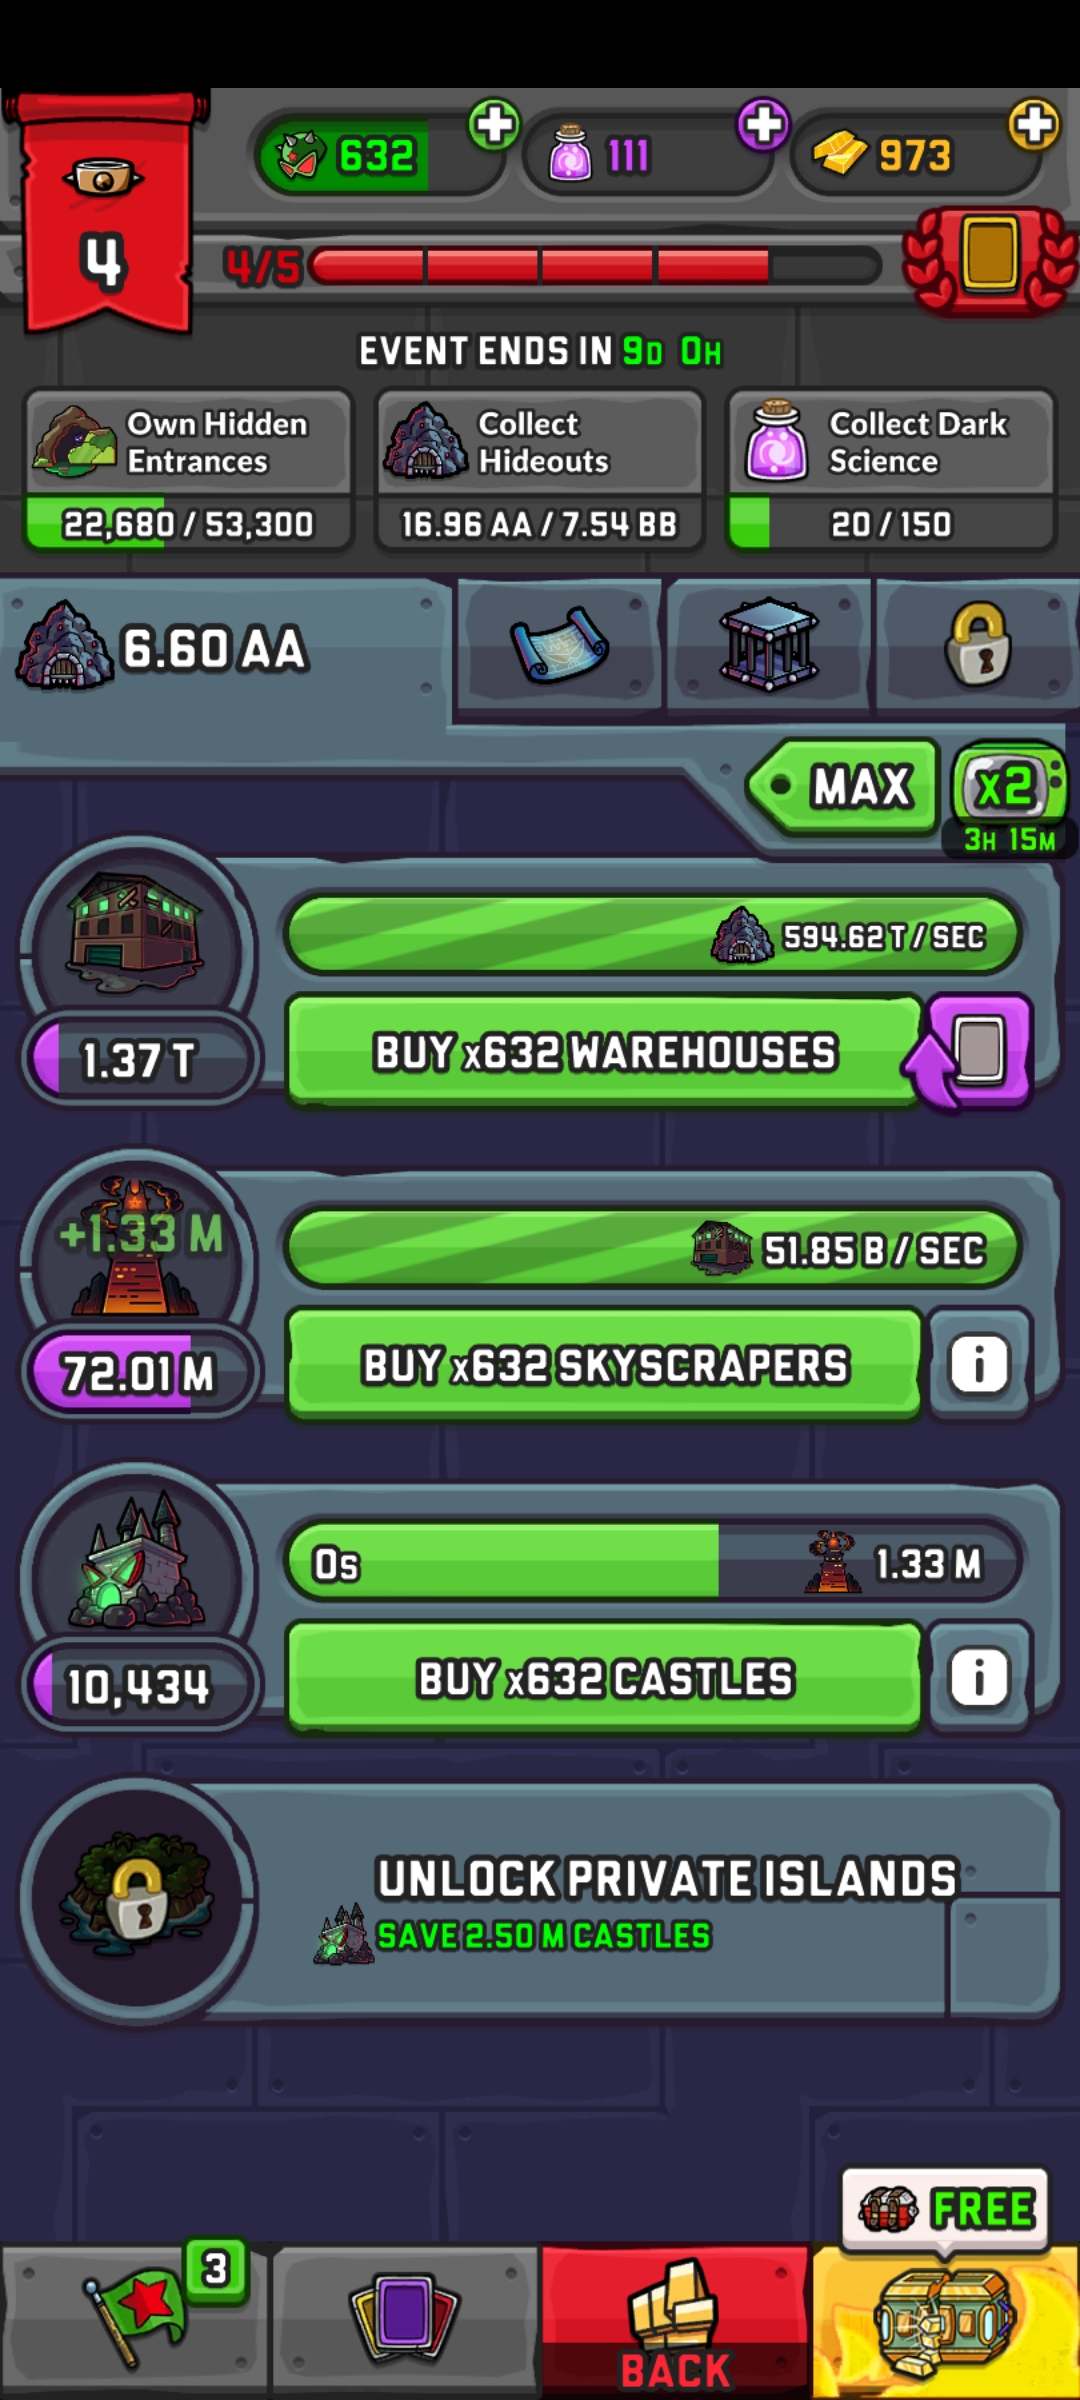 632
111
973
4
4/5
EVENT ENDS IN 9D 0H
Own Hidden
Entrances
22,680 / 53,300
Collect
Hideouts
16.96 AA / 7.54 BB
Collect Dark
Science
20 / 150
6.60 AA
MAX
x2
3H 15M
594.62 T / SEC
1.37 T
BUY x632 WAREHOUSES
+1.33 M
51.85 B / SEC
72.01 M
BUY x632 SKYSCRAPERS
i
0s
1.33 M
10,434
BUY x632 CASTLES
i
UNLOCK PRIVATE ISLANDS
SAVE 2.50 M CASTLES
FREE
3
BACK